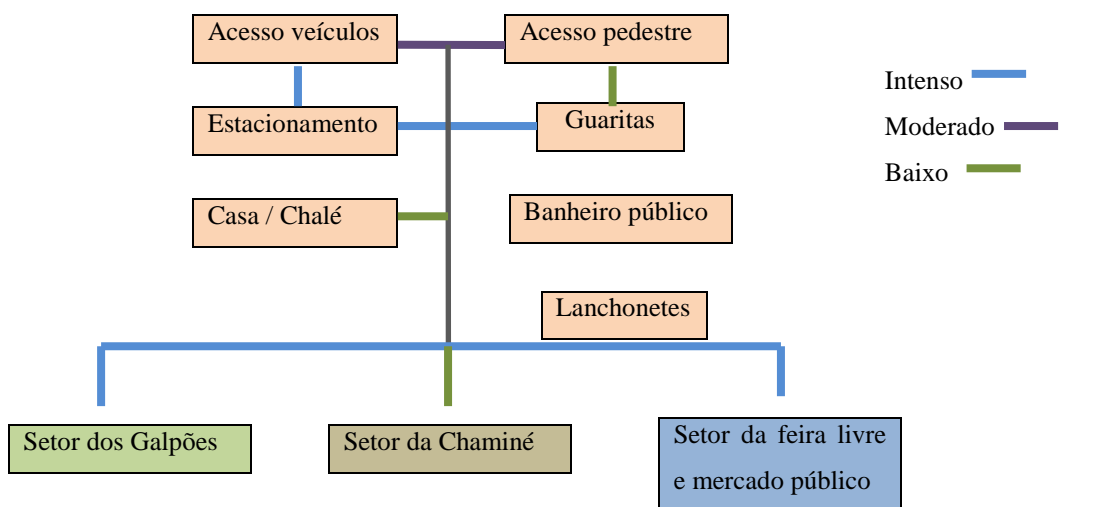 Acesso veículos
Acesso pedestre
Intenso
Estacionamento
Guaritas
Moderado
Baixo
Casa / Chalé
Banheiro público
Lanchonetes
Setor dos Galpões
Setor da Chaminé
Setor da feira livre
e mercado público